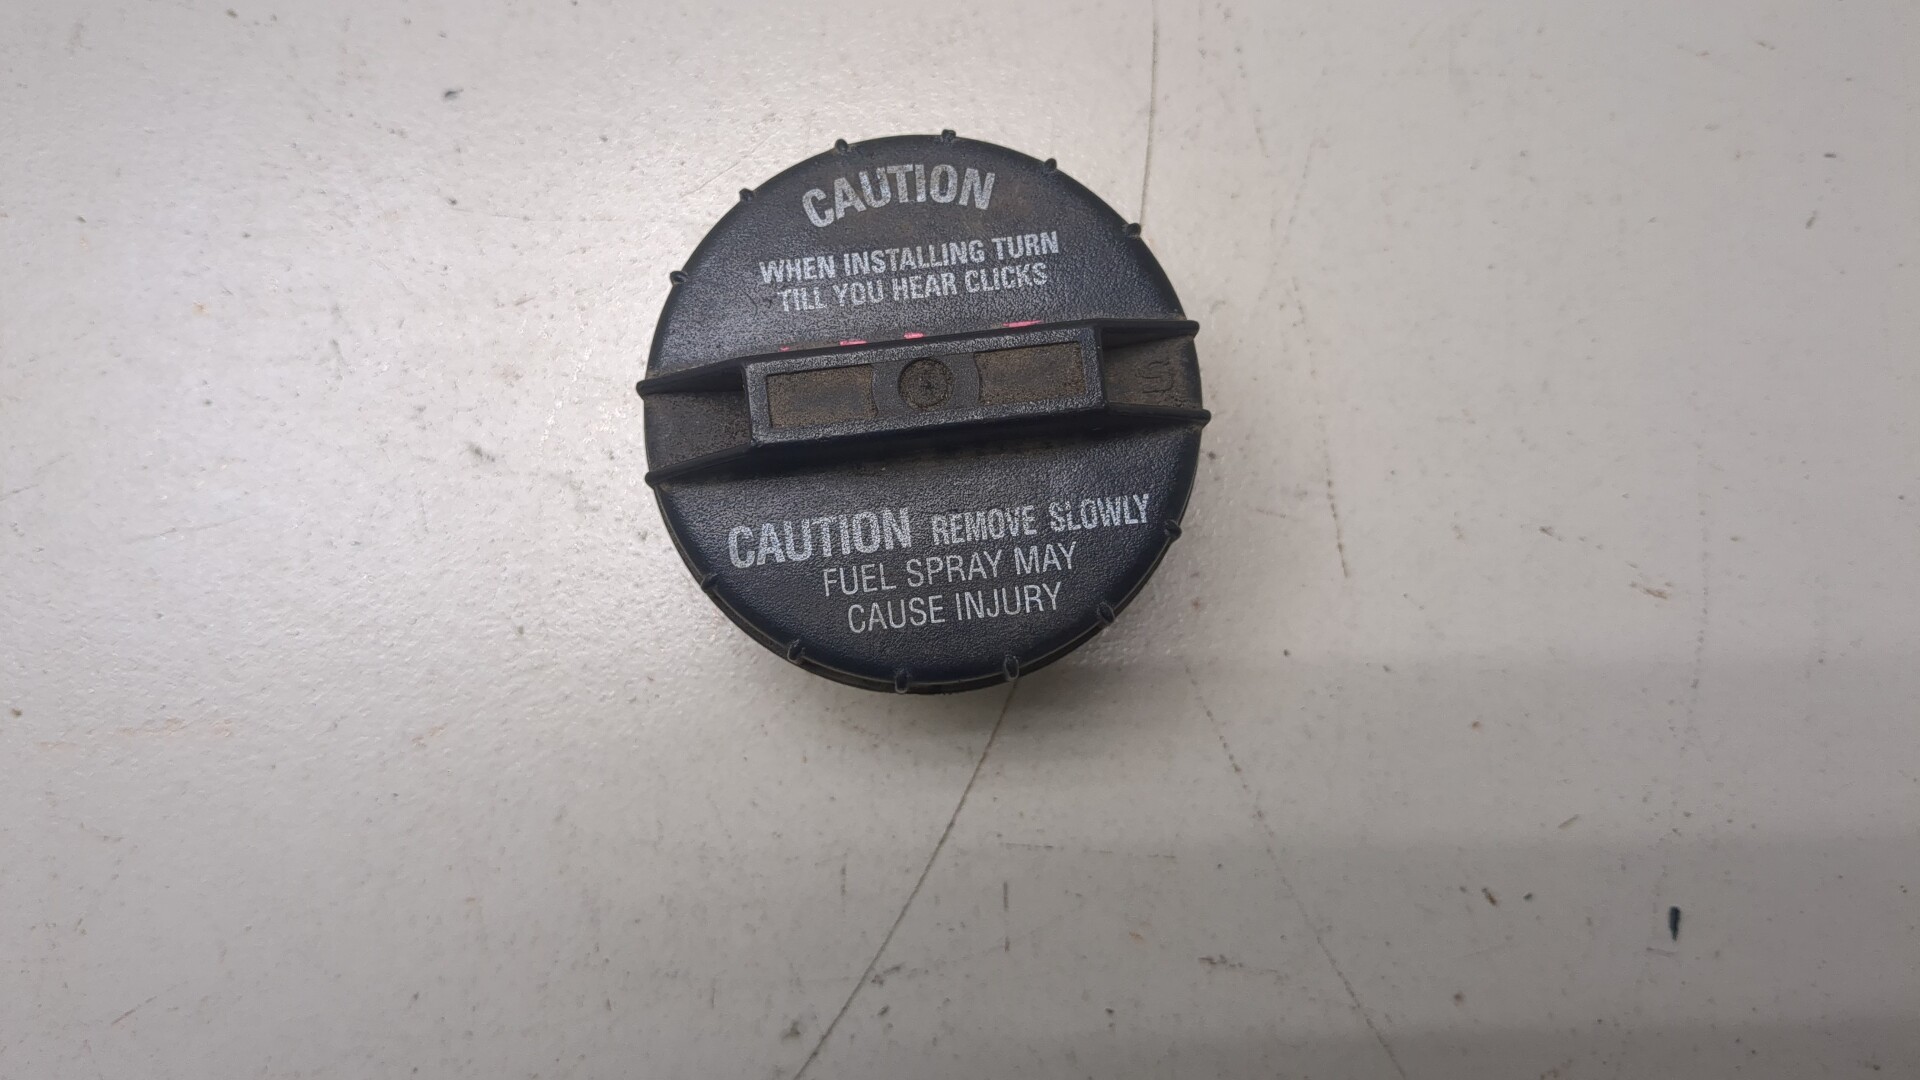 CAUTION
WHEN INSTALLING TURN
TILL YOU HEAR CLICKS
CAUTION REMOVE SLOWLY
FUEL SPRAY MAY
CAUSE INJURY